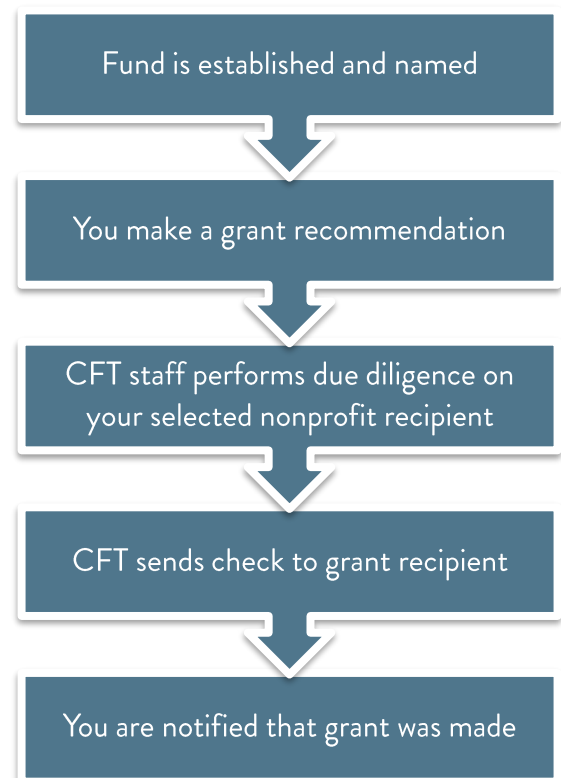 Fund is established and named
You make a grant recommendation
CFT staff performs due diligence on
your selected nonprofit recipient
CFT sends check to grant recipient
You are notified that grant was made